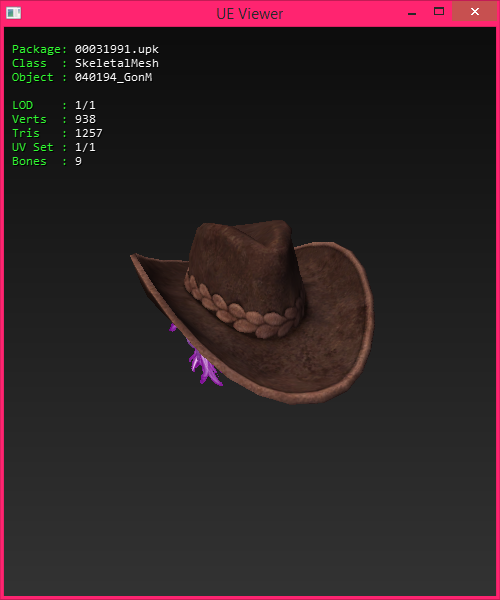 UE Viewer
Package: 00031991.upk
Class  : SkeletalMesh
Object : 040194_GonM
LOD    : 1/1
Verts  : 938
Tris   : 1257
UV Set : 1/1
Bones  : 9